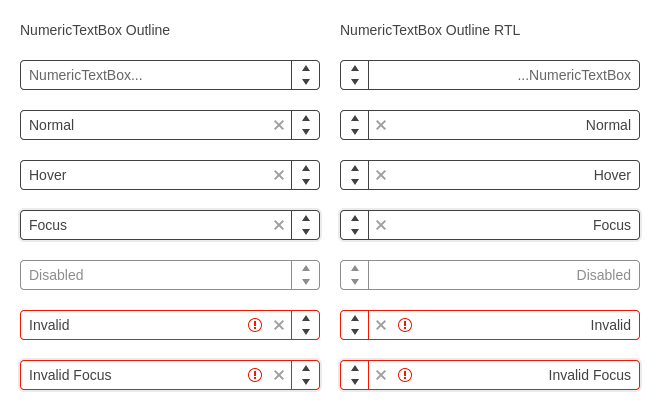 NumericTextBox Outline
NumericTextBox Outline RTL
NumericTextBox...
...NumericTextBox
Normal
Normal
Hover
Hover
Focus
Focus
Disabled
Disabled
Invalid
Invalid
Invalid Focus
Invalid Focus